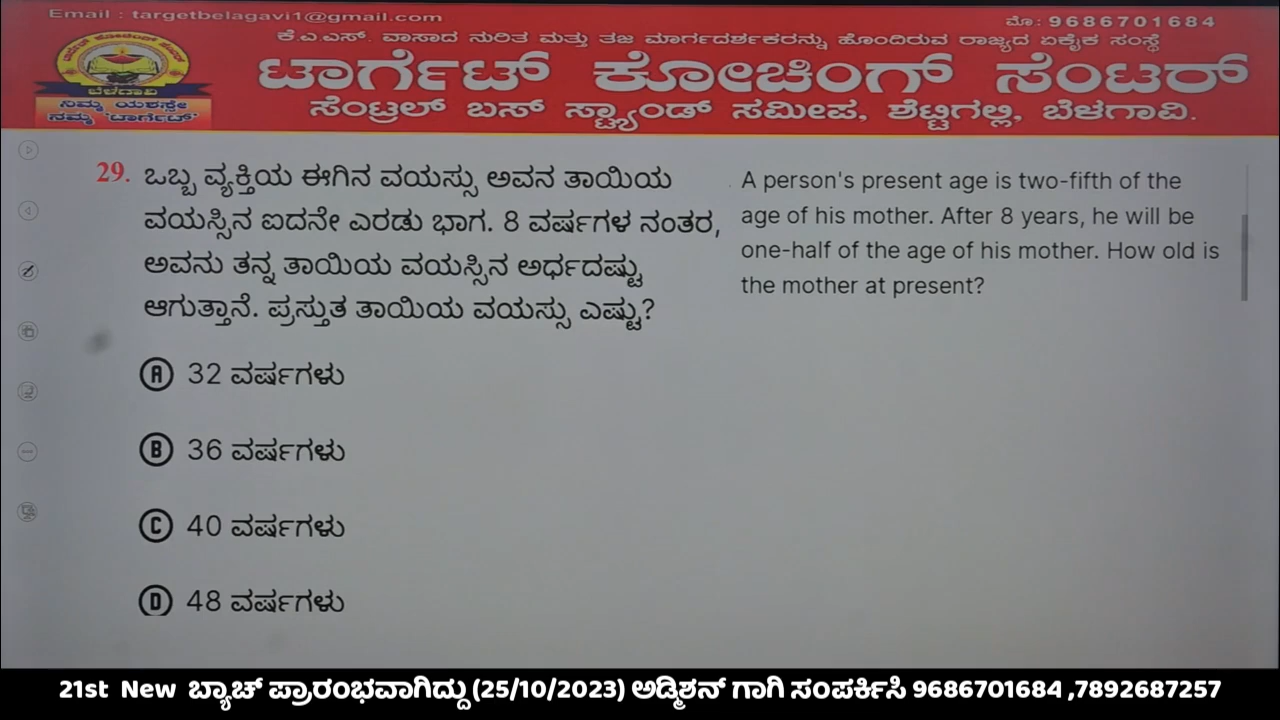 Email : targetbelagavi1@gmail.com
ಮೊ: 9686701684
ಕೆ.ಎ.ಎಸ್. ವಾಸಾದ ನುರಿತ ಮತ್ತು ತಜ್ಞ ಮಾರ್ಗದರ್ಶಕರನ್ನು ಹೊಂದಿರುವ ರಾಜ್ಯದ ಏಕೈಕ ಸಂಸ್ಥೆ
ಟಾರ್ಗೆಟ್ ಕೋಚಿಂಗ್ ಸೆಂಟರ್
ಸೆಂಟ್ರಲ್ ಬಸ್ ಸ್ಟ್ಯಾಂಡ್ ಸಮೀಪ, ಶೆಟ್ಟಿಗಲ್ಲಿ, ಬೆಳಗಾವಿ.
ಬೆಳಗಾವಿ
ನಿಮ್ಮ ಯಶಸ್ಸೇ
ನಮ್ಮ "ಟಾರ್ಗೆಟ್"
29. ಒಬ್ಬ ವ್ಯಕ್ತಿಯ ಈಗಿನ ವಯಸ್ಸು ಅವನ ತಾಯಿಯ
ವಯಸ್ಸಿನ ಐದನೇ ಎರಡು ಭಾಗ. 8 ವರ್ಷಗಳ ನಂತರ,
ಅವನು ತನ್ನ ತಾಯಿಯ ವಯಸ್ಸಿನ ಅರ್ಧದಷ್ಟು
ಆಗುತ್ತಾನೆ. ಪ್ರಸ್ತುತ ತಾಯಿಯ ವಯಸ್ಸು ಎಷ್ಟು?
A person's present age is two-fifth of the
age of his mother. After 8 years, he will be
one-half of the age of his mother. How old is
the mother at present?
A 32 ವರ್ಷಗಳು
B 36 ವರ್ಷಗಳು
C 40 ವರ್ಷಗಳು
D 48 ವರ್ಷಗಳು
21st New ಬ್ಯಾಚ್ ಪ್ರಾರಂಭವಾಗಿದ್ದು (25/10/2023) ಅಡ್ಮಿಶನ್ ಗಾಗಿ ಸಂಪರ್ಕಿಸಿ 9686701684 ,7892687257